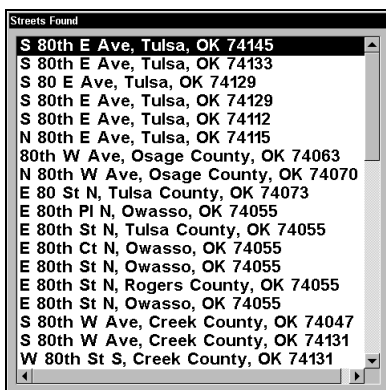 Streets Found
S 80th E Ave, Tulsa, OK 74145
S 80th E Ave, Tulsa, OK 74133
S 80 E Ave, Tulsa, OK 74129
S 80th E Ave, Tulsa, OK 74129
S 80th E Ave, Tulsa, OK 74112
N 80th E Ave, Tulsa, OK 74115
80th W Ave, Osage County, OK 74063
N 80th W Ave, Osage County, OK 74070
E 80 St N, Tulsa County, OK 74073
E 80th Pl N, Owasso, OK 74055
E 80th St N, Tulsa County, OK 74055
E 80th Ct N, Owasso, OK 74055
E 80th St N, Owasso, OK 74055
E 80th St N, Rogers County, OK 74055
E 80th St N, Owasso, OK 74055
S 80th W Ave, Creek County, OK 74047
S 80th W Ave, Creek County, OK 74131
W 80th St S, Creek County, OK 74131